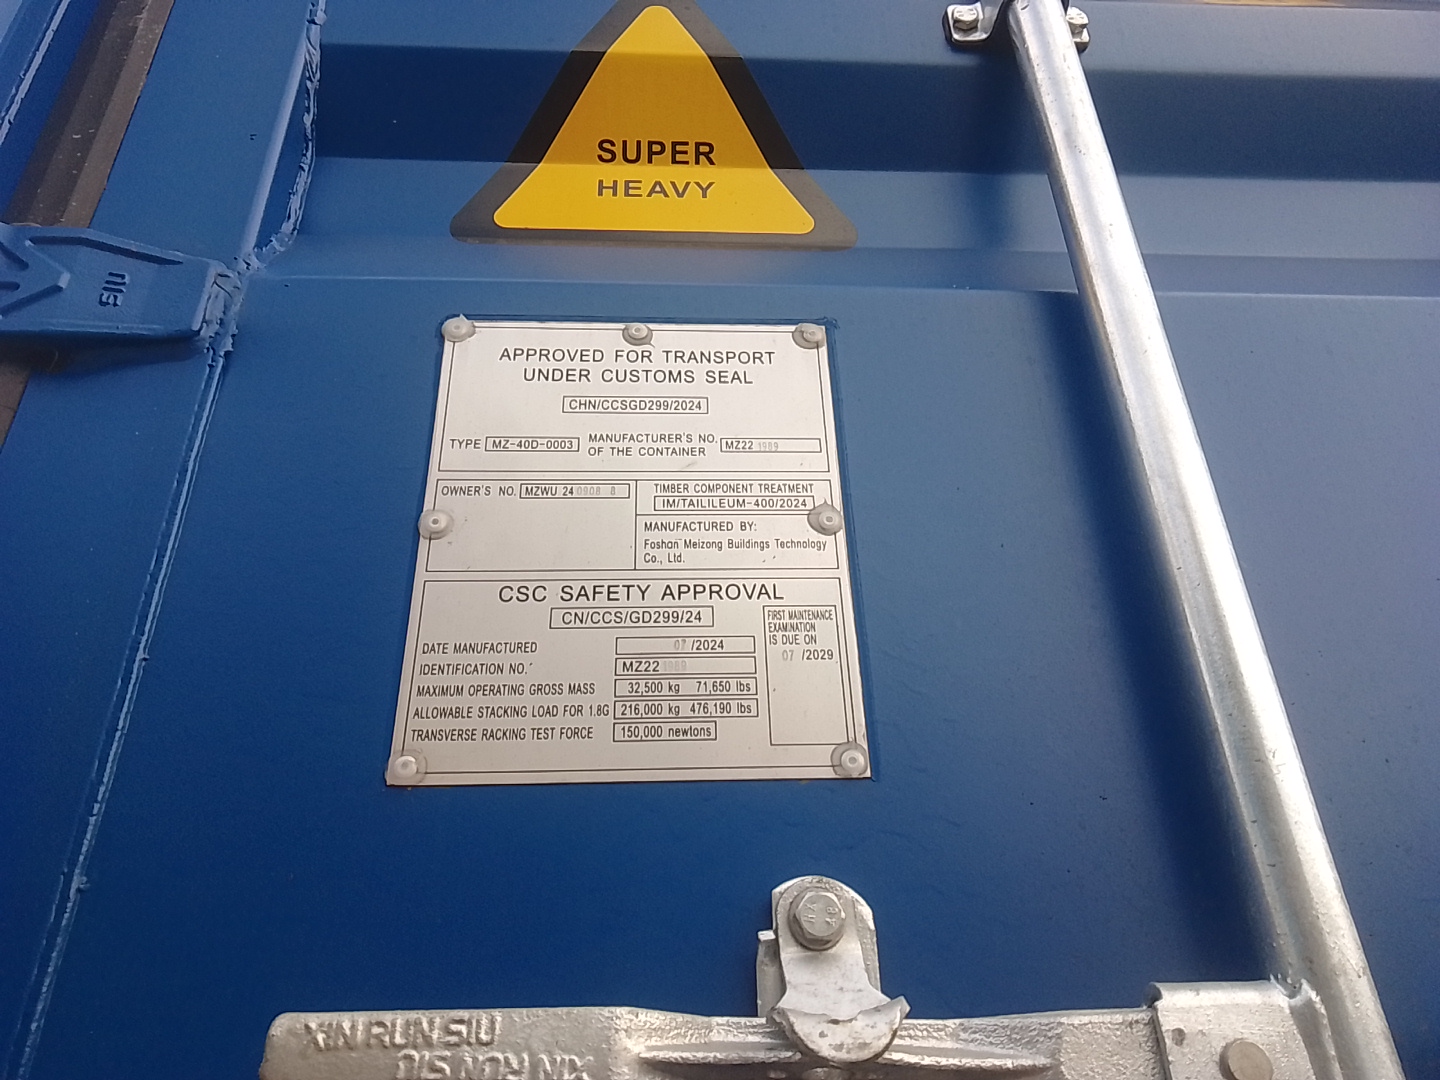 SUPER
HEAVY
APPROVED FOR TRANSPORT
UNDER CUSTOMS SEAL
CHN/CCSGD299/2024
TYPE MZ-40D-0003 MANUFACTURER'S NO. OF THE CONTAINER MZ22 1989
OWNER'S NO. MZWU 24 0908 8
TIMBER COMPONENT TREATMENT
IM/TAILILEUM-400/2024
MANUFACTURED BY:
Foshan Meizong Buildings Technology
Co., Ltd.
CSC SAFETY APPROVAL
CN/CCS/GD299/24
DATE MANUFACTURED 07 /2024
IDENTIFICATION NO. MZ22 1989
MAXIMUM OPERATING GROSS MASS 32,500 kg 71,650 lbs
ALLOWABLE STACKING LOAD FOR 1.8G 216,000 kg 476,190 lbs
TRANSVERSE RACKING TEST FORCE 150,000 newtons
FIRST MAINTENANCE
EXAMINATION
IS DUE ON
07 /2029
XIN RUN SIU
XIN RUN SIU